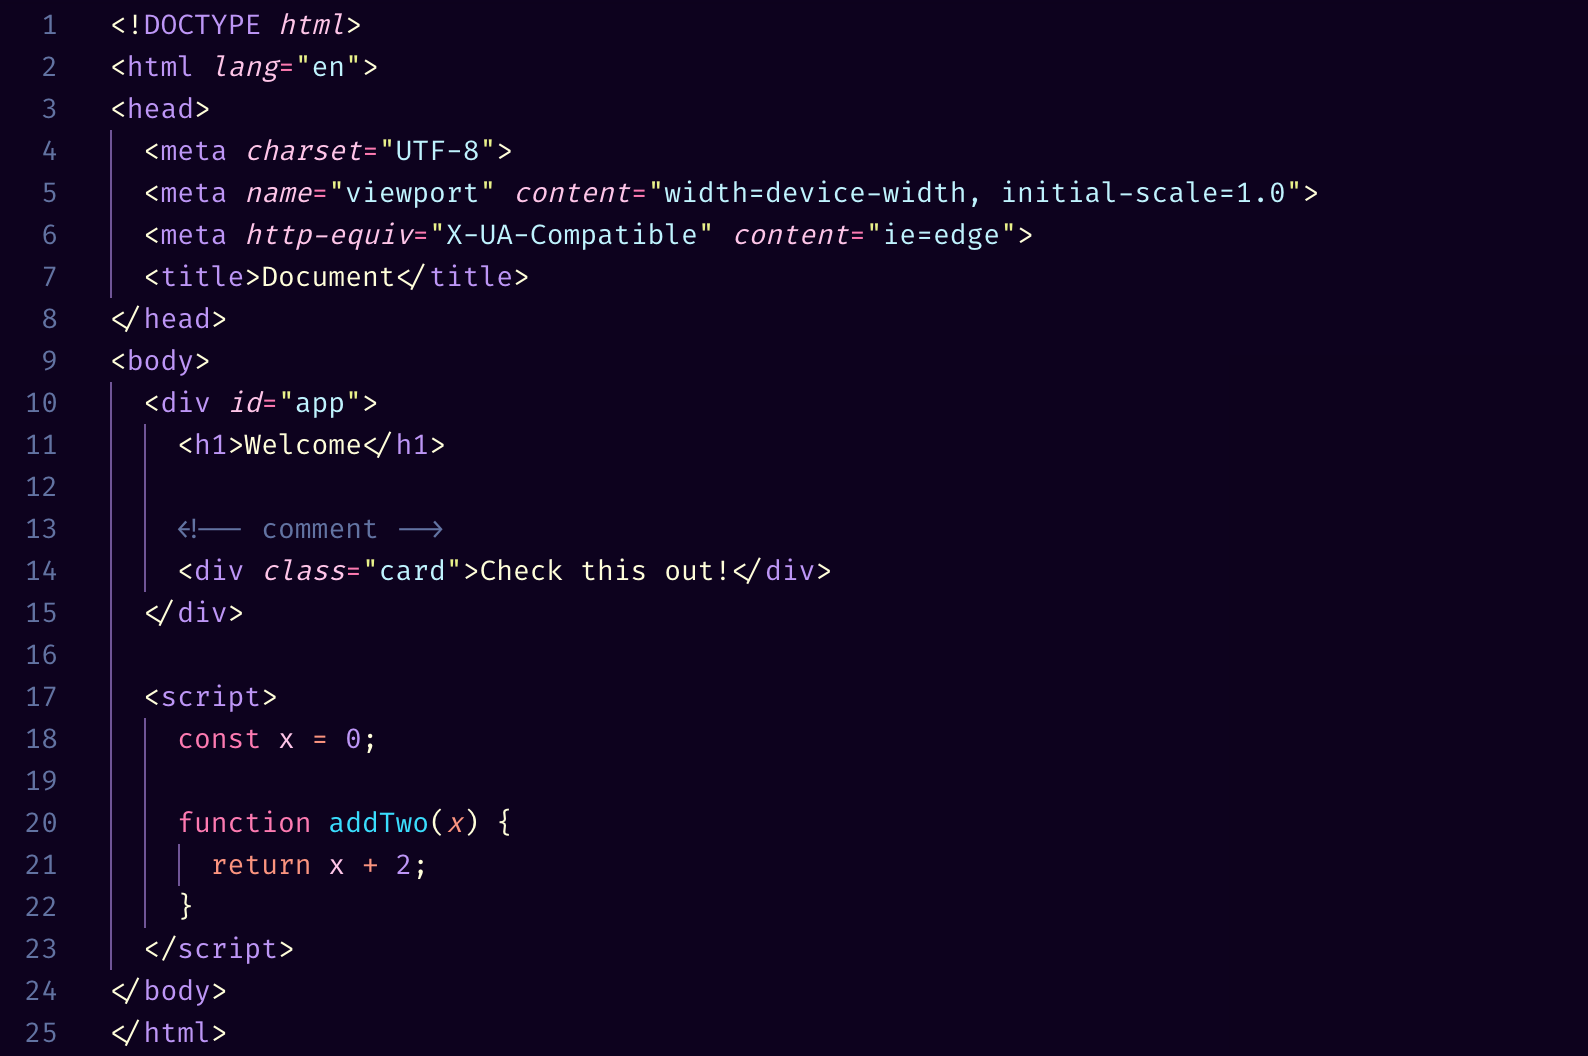 1 <!DOCTYPE html>
2 <html lang="en">
3 <head>
4   <meta charset="UTF-8">
5   <meta name="viewport" content="width=device-width, initial-scale=1.0">
6   <meta http-equiv="X-UA-Compatible" content="ie=edge">
7   <title>Document</title>
8 </head>
9 <body>
10   <div id="app">
11     <h1>Welcome</h1>
12
13     <!-- comment -->
14     <div class="card">Check this out!</div>
15   </div>
16
17   <script>
18     const x = 0;
19
20     function addTwo(x) {
21       return x + 2;
22     }
23   </script>
24 </body>
25 </html>